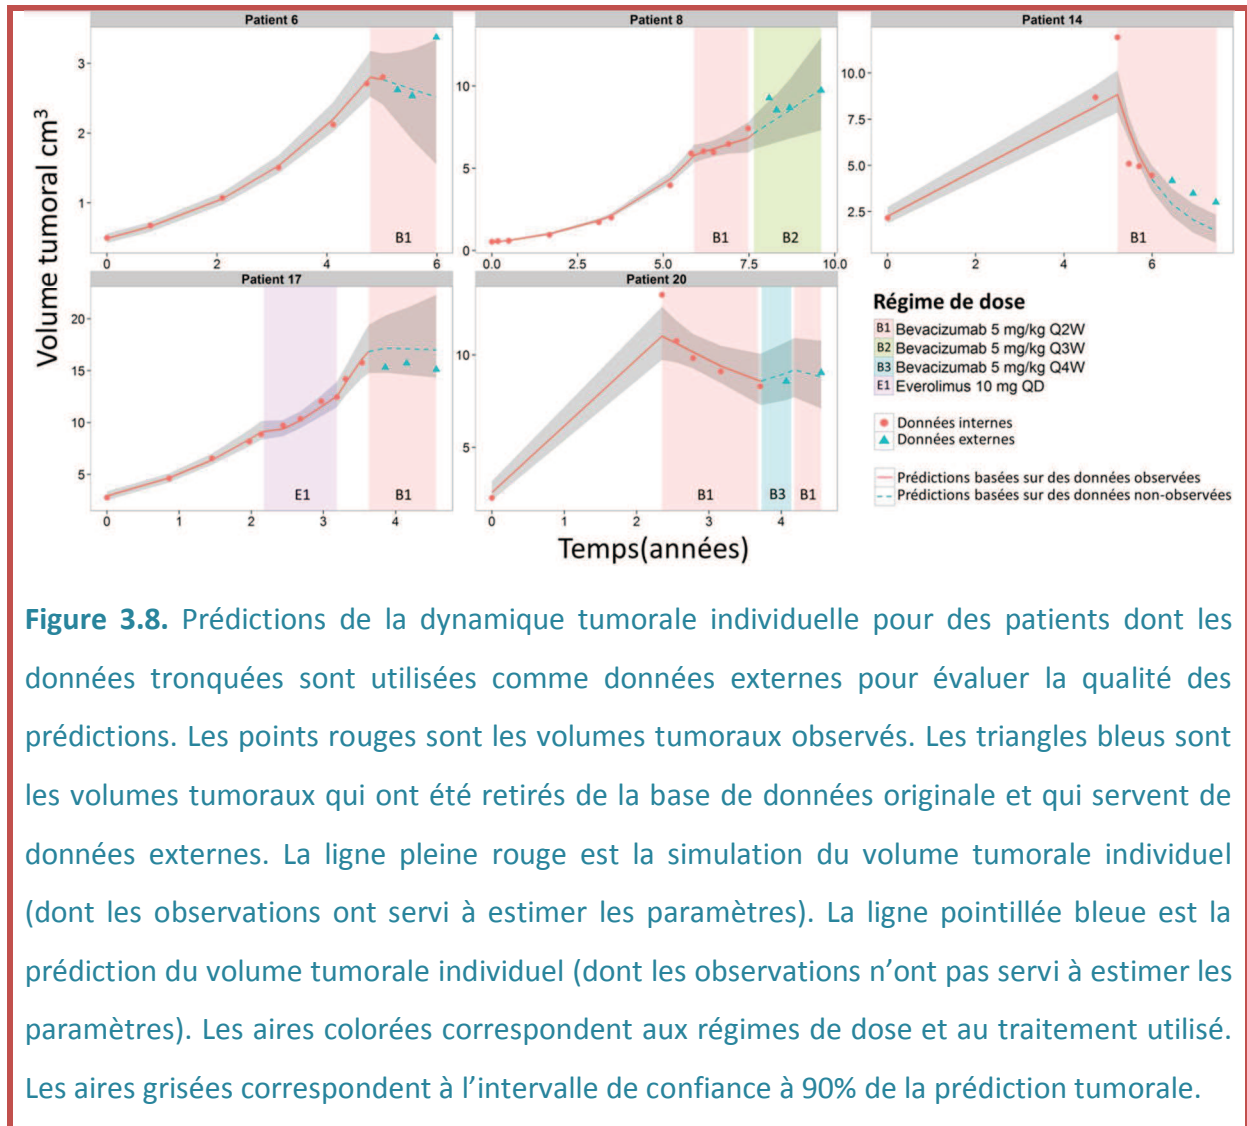 Patient 6
Patient 8
Patient 14
3
2
1
10
5
0
10.0
7.5
5.0
2.5
B1
B1
B2
B1
0
2
4
6
0.0
2.5
5.0
7.5
10.0
0
2
4
6
Volume tumoral cm³
Patient 17
Patient 20
20
15
10
5
10
5
E1
B1
B1
B3
B1
0
1
2
3
4
0
1
2
3
4
Temps(années)
Régime de dose
B1 Bevacizumab 5 mg/kg Q2W
B2 Bevacizumab 5 mg/kg Q3W
B3 Bevacizumab 5 mg/kg Q4W
E1 Everolimus 10 mg QD
Données internes
Données externes
Prédictions basées sur des données observées
Prédictions basées sur des données non-observées
Figure 3.8. Prédictions de la dynamique tumorale individuelle pour des patients dont les
données tronquées sont utilisées comme données externes pour évaluer la qualité des
prédictions. Les points rouges sont les volumes tumoraux observés. Les triangles bleus sont
les volumes tumoraux qui ont été retirés de la base de données originale et qui servent de
données externes. La ligne pleine rouge est la simulation du volume tumorale individuel
(dont les observations ont servi à estimer les paramètres). La ligne pointillée bleue est la
prédiction du volume tumorale individuel (dont les observations n’ont pas servi à estimer les
paramètres). Les aires colorées correspondent aux régimes de dose et au traitement utilisé.
Les aires grisées correspondent à l’intervalle de confiance à 90% de la prédiction tumorale.